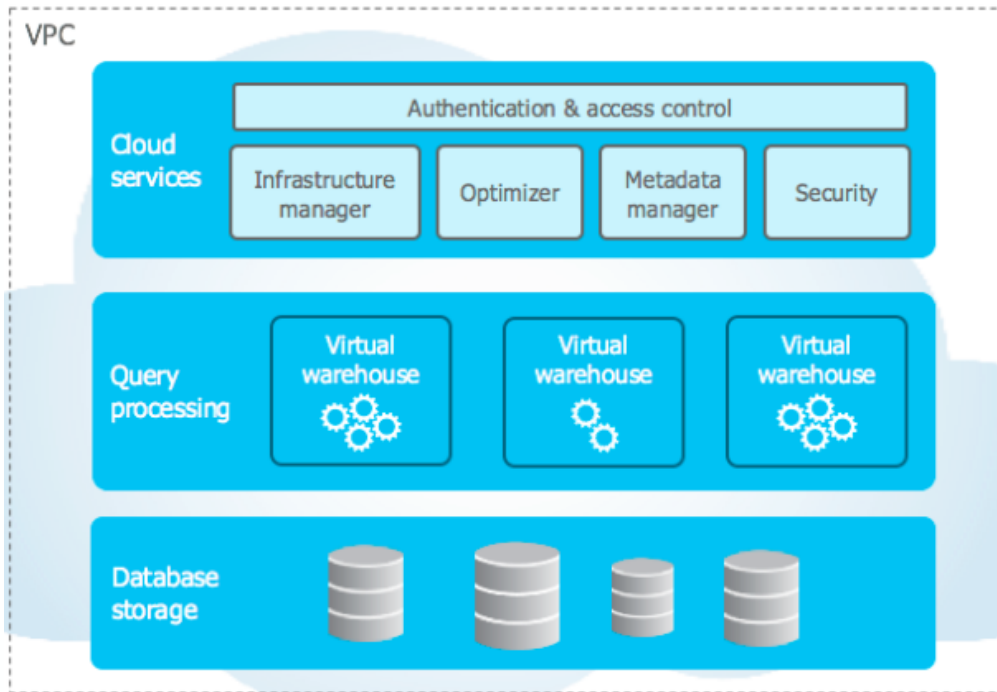 VPC
Cloud
services
Authentication & access control
Infrastructure
manager
Optimizer
Metadata
manager
Security
Query
processing
Virtual
warehouse
Virtual
warehouse
Virtual
warehouse
Database
storage